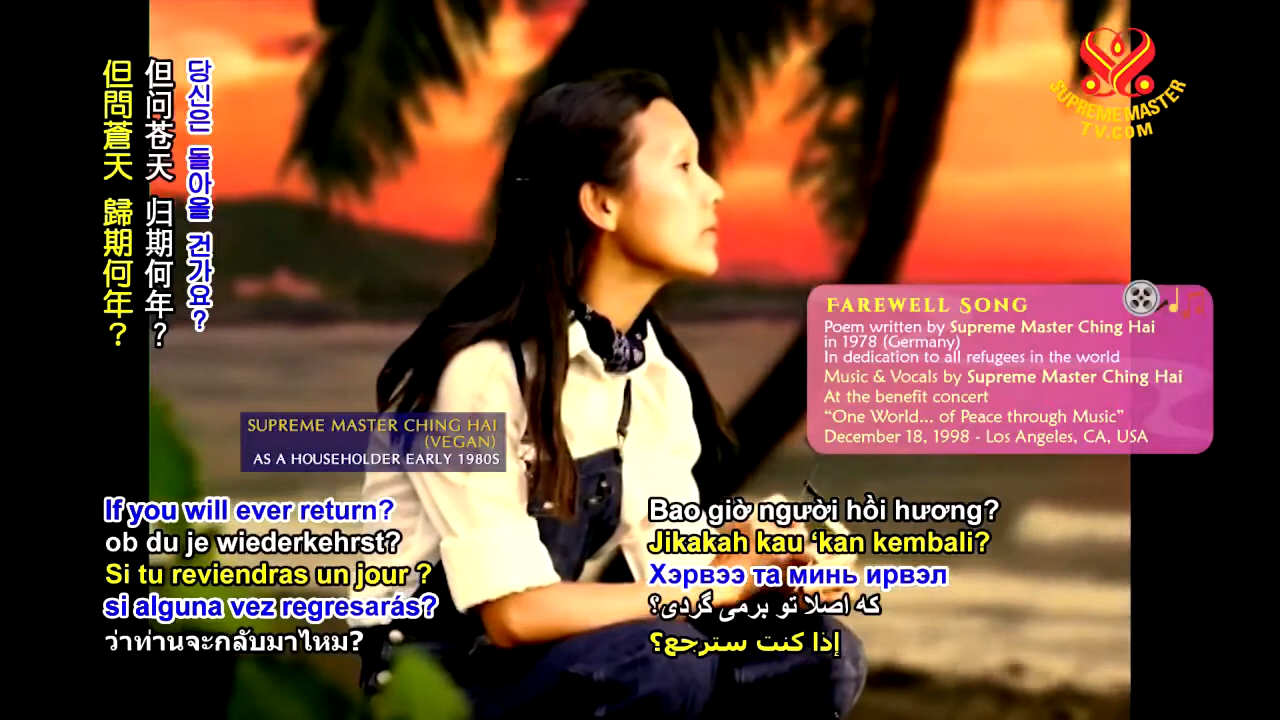 但問蒼天 歸期何年？
但问苍天 归期何年？
당신은 돌아올 건가요?
SUPREME MASTER
TV.COM
FAREWELL SONG
Poem written by Supreme Master Ching Hai
in 1978 (Germany)
In dedication to all refugees in the world
Music & Vocals by Supreme Master Ching Hai
At the benefit concert
“One World... of Peace through Music”
December 18, 1998 - Los Angeles, CA, USA
SUPREME MASTER CHING HAI
(VEGAN)
AS A HOUSEHOLDER EARLY 1980S
If you will ever return?
ob du je wiederkehrst?
Si tu reviendras un jour ?
si alguna vez regresarás?
ว่าท่านจะกลับมาไหม?
Bao giờ người hồi hương?
Jikakah kau ‘kan kembali?
Хэрвээ та минь ирвэл
که اصلا تو برمی گردی؟
إذا كنت سترجع؟